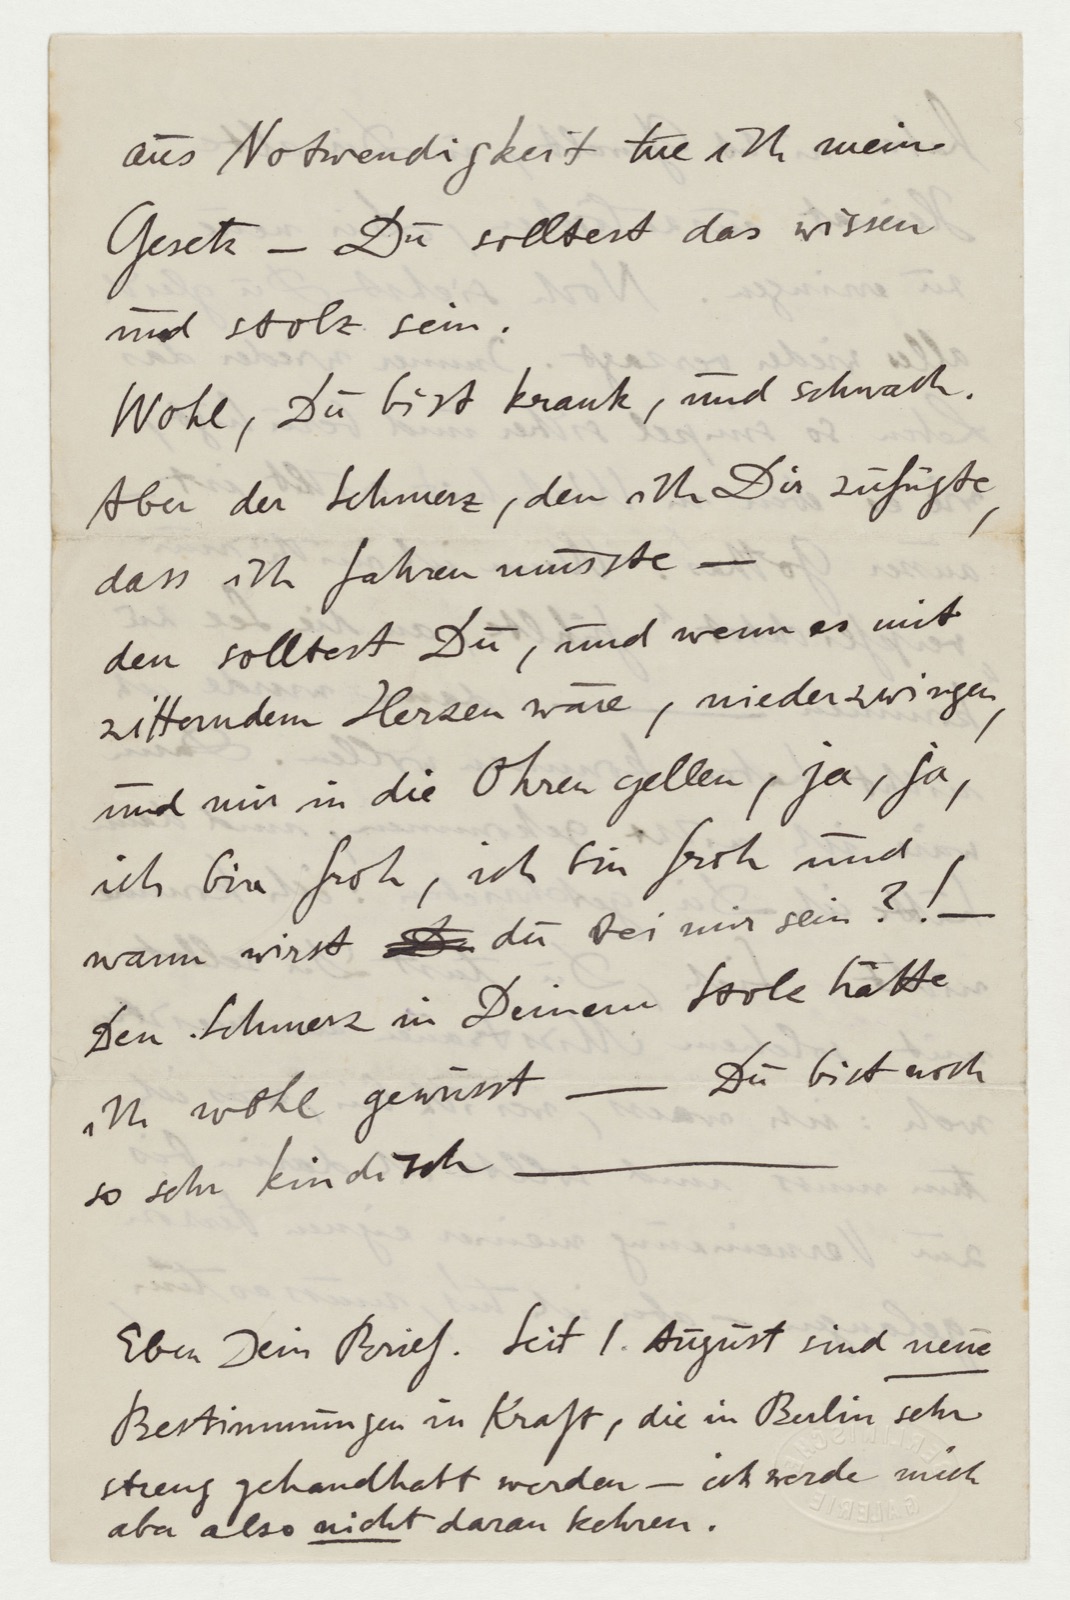 aus Notwendigkeit tue ich mein
Gesetz — Du solltest das wissen
und stolz sein.
Wohl, Du bist krank, und schwach.
Aber der Schmerz, den ich Dir zufügte,
dass ich fahren musste —
den solltest Du, und wenn es mit
zitterndem Herzen wäre, niederzwingen,
und mir in die Ohren gellen, ja, ja,
ich bin froh, ich bin froh und,
wann wirst du bei mir sein?!—
Den Schmerz in Deinem Stolz hätte
ich wohl gewusst — Du bist noch
so sehr kindisch —
Eben Dein Brief. Seit 1. August sind neue
Bestimmungen in Kraft, die in Berlin sehr
streng gehandhabt werden — ich werde mich
aber also nicht daran kehren.